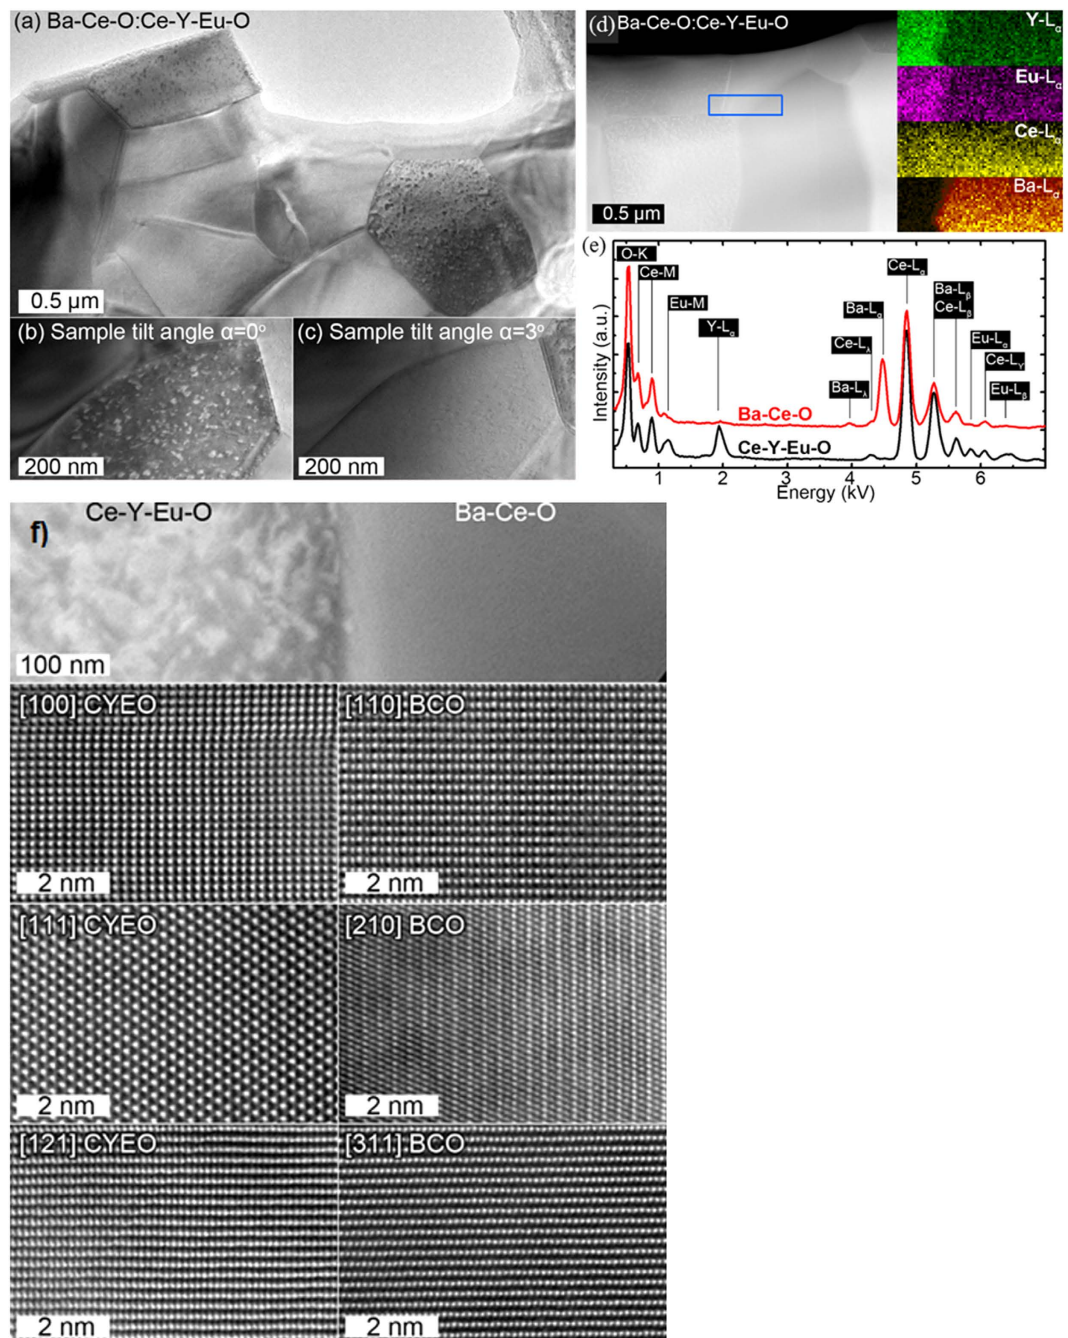 (a) Ba-Ce-O:Ce-Y-Eu-O
0.5 μm
(b) Sample tilt angle α=0°
200 nm
(c) Sample tilt angle α=3°
200 nm
(d) Ba-Ce-O:Ce-Y-Eu-O
0.5 μm
Y-Lα
Eu-Lα
Ce-Lα
Ba-Lα
(e)
O-K
Ce-M
Eu-M
Y-Lα
Ba-Lλ
Ce-Lλ
Ba-Lα
Ce-Lα
Ba-Lβ
Ce-Lβ
Eu-Lα
Ce-Lγ
Eu-Lβ
Ba-Ce-O
Ce-Y-Eu-O
Intensity (a.u.)
1 2 3 4 5 6
Energy (kV)
f)
Ce-Y-Eu-O Ba-Ce-O
100 nm
[100] CYEO [110] BCO
2 nm 2 nm
[111] CYEO [210] BCO
2 nm 2 nm
[121] CYEO [311] BCO
2 nm 2 nm